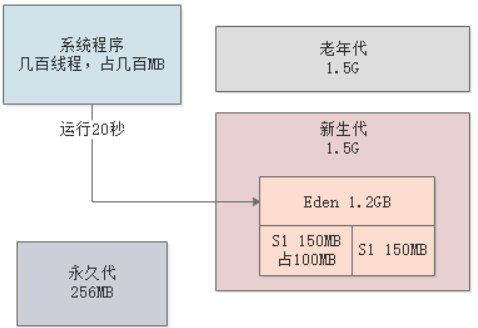 系统程序
几百线程，占几百MB
老年代
1.5G
运行20秒
新生代
1.5G
Eden 1.2GB
S1 150MB
占100MB
S1 150MB
永久代
256MB